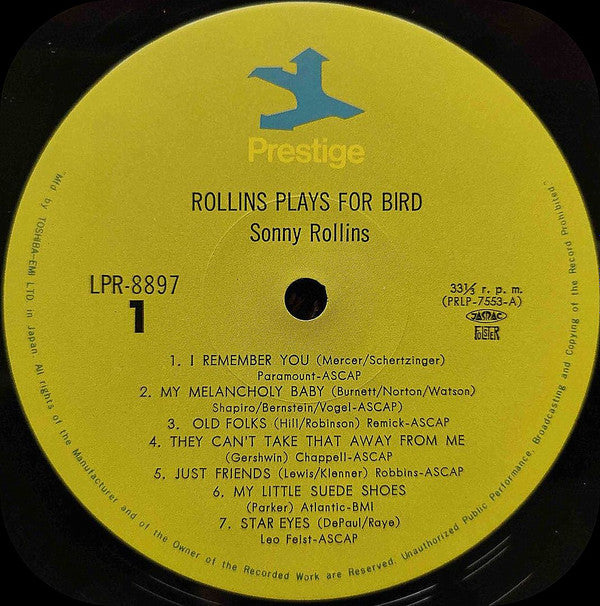 Prestige
ROLLINS PLAYS FOR BIRD
Sonny Rollins
LPR-8897
1
33⅓ r. p. m.
(PRLP-7553-A)
JASRAC
POLSTER
1. I REMEMBER YOU (Mercer/Schertzinger)
Paramount-ASCAP
2. MY MELANCHOLY BABY (Burnett/Norton/Watson)
Shapiro/Bernstein/Vogel-ASCAP)
3. OLD FOLKS (Hill/Robinson) Remick-ASCAP
4. THEY CAN'T TAKE THAT AWAY FROM ME
(Gershwin) Chappell-ASCAP
5. JUST FRIENDS (Lewis/Klenner) Robbins-ASCAP
6. MY LITTLE SUEDE SHOES
(Parker) Atlantic-BMI
7. STAR EYES (DePaul/Raye)
Leo Felst-ASCAP
"Mfd by TOSHIBA-EMI LTD in Japan. All rights of the Manufacturer and of the Owner of the Recorded Work are Reserved. Unauthorized Public Performance, Broadcasting and Copying of the Record Prohibited."